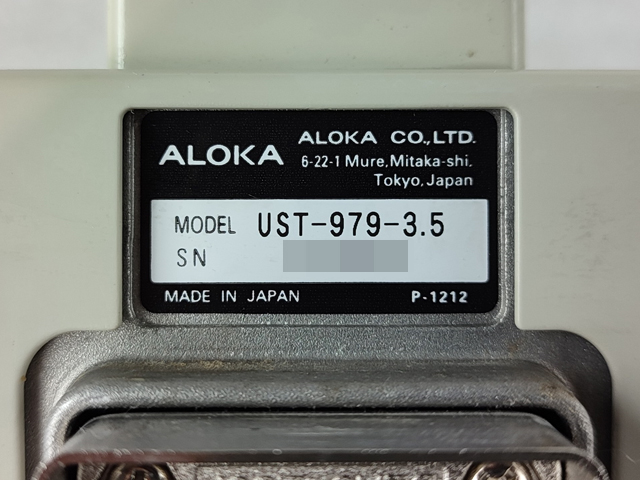 ALOKA
ALOKA CO.,LTD.
6-22-1 Mure, Mitaka-shi,
Tokyo, Japan
MODEL UST-979-3.5
SN
MADE IN JAPAN P-1212